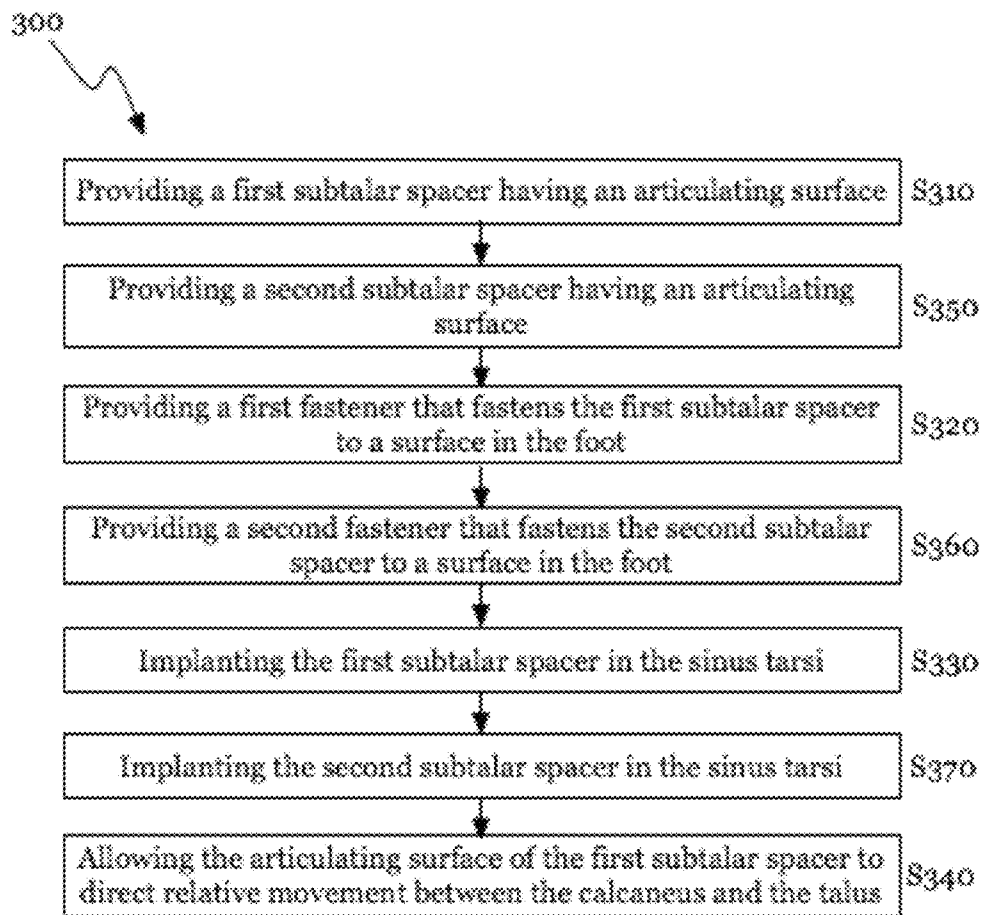 300
Providing a first subtalar spacer having an articulating surface S310
Providing a second subtalar spacer having an articulating
surface S350
Providing a first fastener that fastens the first subtalar spacer
to a surface in the foot S320
Providing a second fastener that fastens the second subtalar
spacer to a surface in the foot S360
Implanting the first subtalar spacer in the sinus tarsi S330
Implanting the second subtalar spacer in the sinus tarsi S370
Allowing the articulating surface of the first subtalar spacer to
direct relative movement between the calcaneus and the talus S340